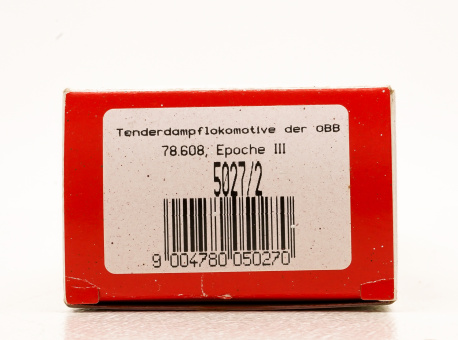 Tenderdampflokomotive der ÖBB
78.608, Epoche III
5027/2
9 004780 050270